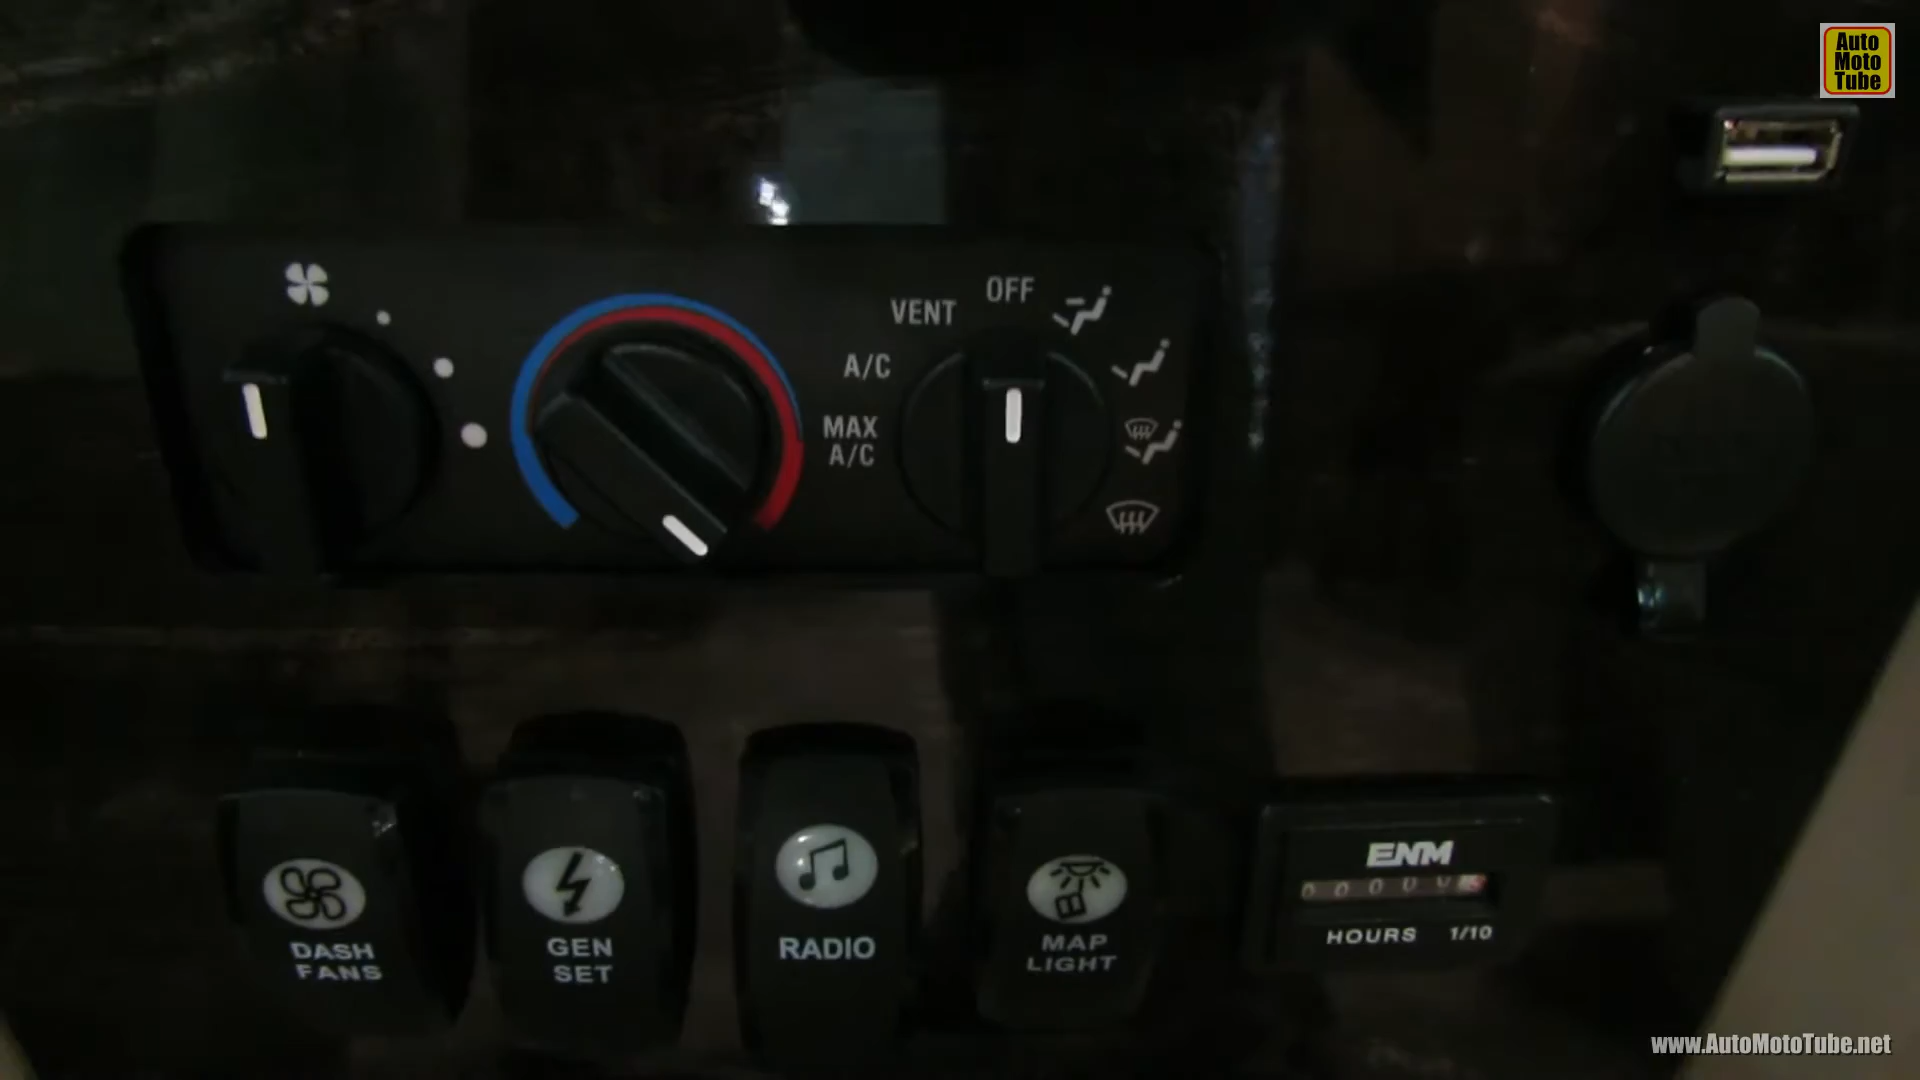 Auto
Moto
Tube
OFF
VENT
A/C
MAX
A/C
ENM
HOURS 1/10
DASH
FANS
GEN
SET
RADIO
MAP
LIGHT
www.AutoMotoTube.net